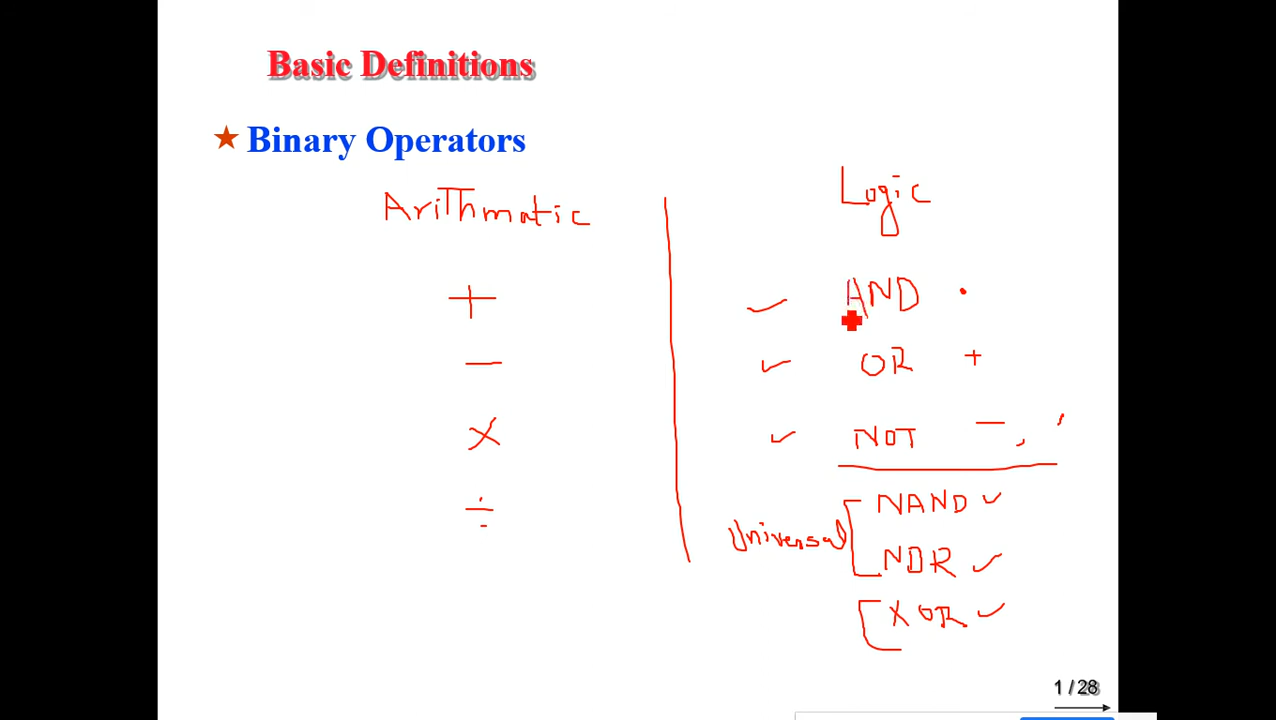 Basic Definitions
★ Binary Operators
Arithmatic
Logic
+
AND .
−
OR +
×
NOT − , '
÷
NAND
Universal
NOR
XOR
1 / 28